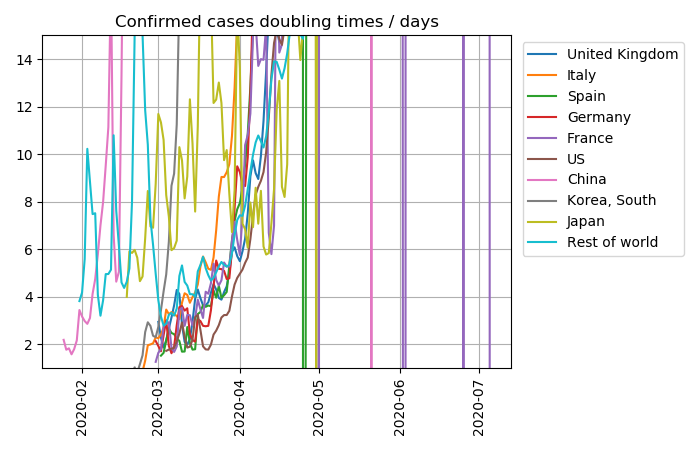 Confirmed cases doubling times / days
14
12
10
8
6
4
2
2020-02
2020-03
2020-04
2020-05
2020-06
2020-07
United Kingdom
Italy
Spain
Germany
France
US
China
Korea, South
Japan
Rest of world